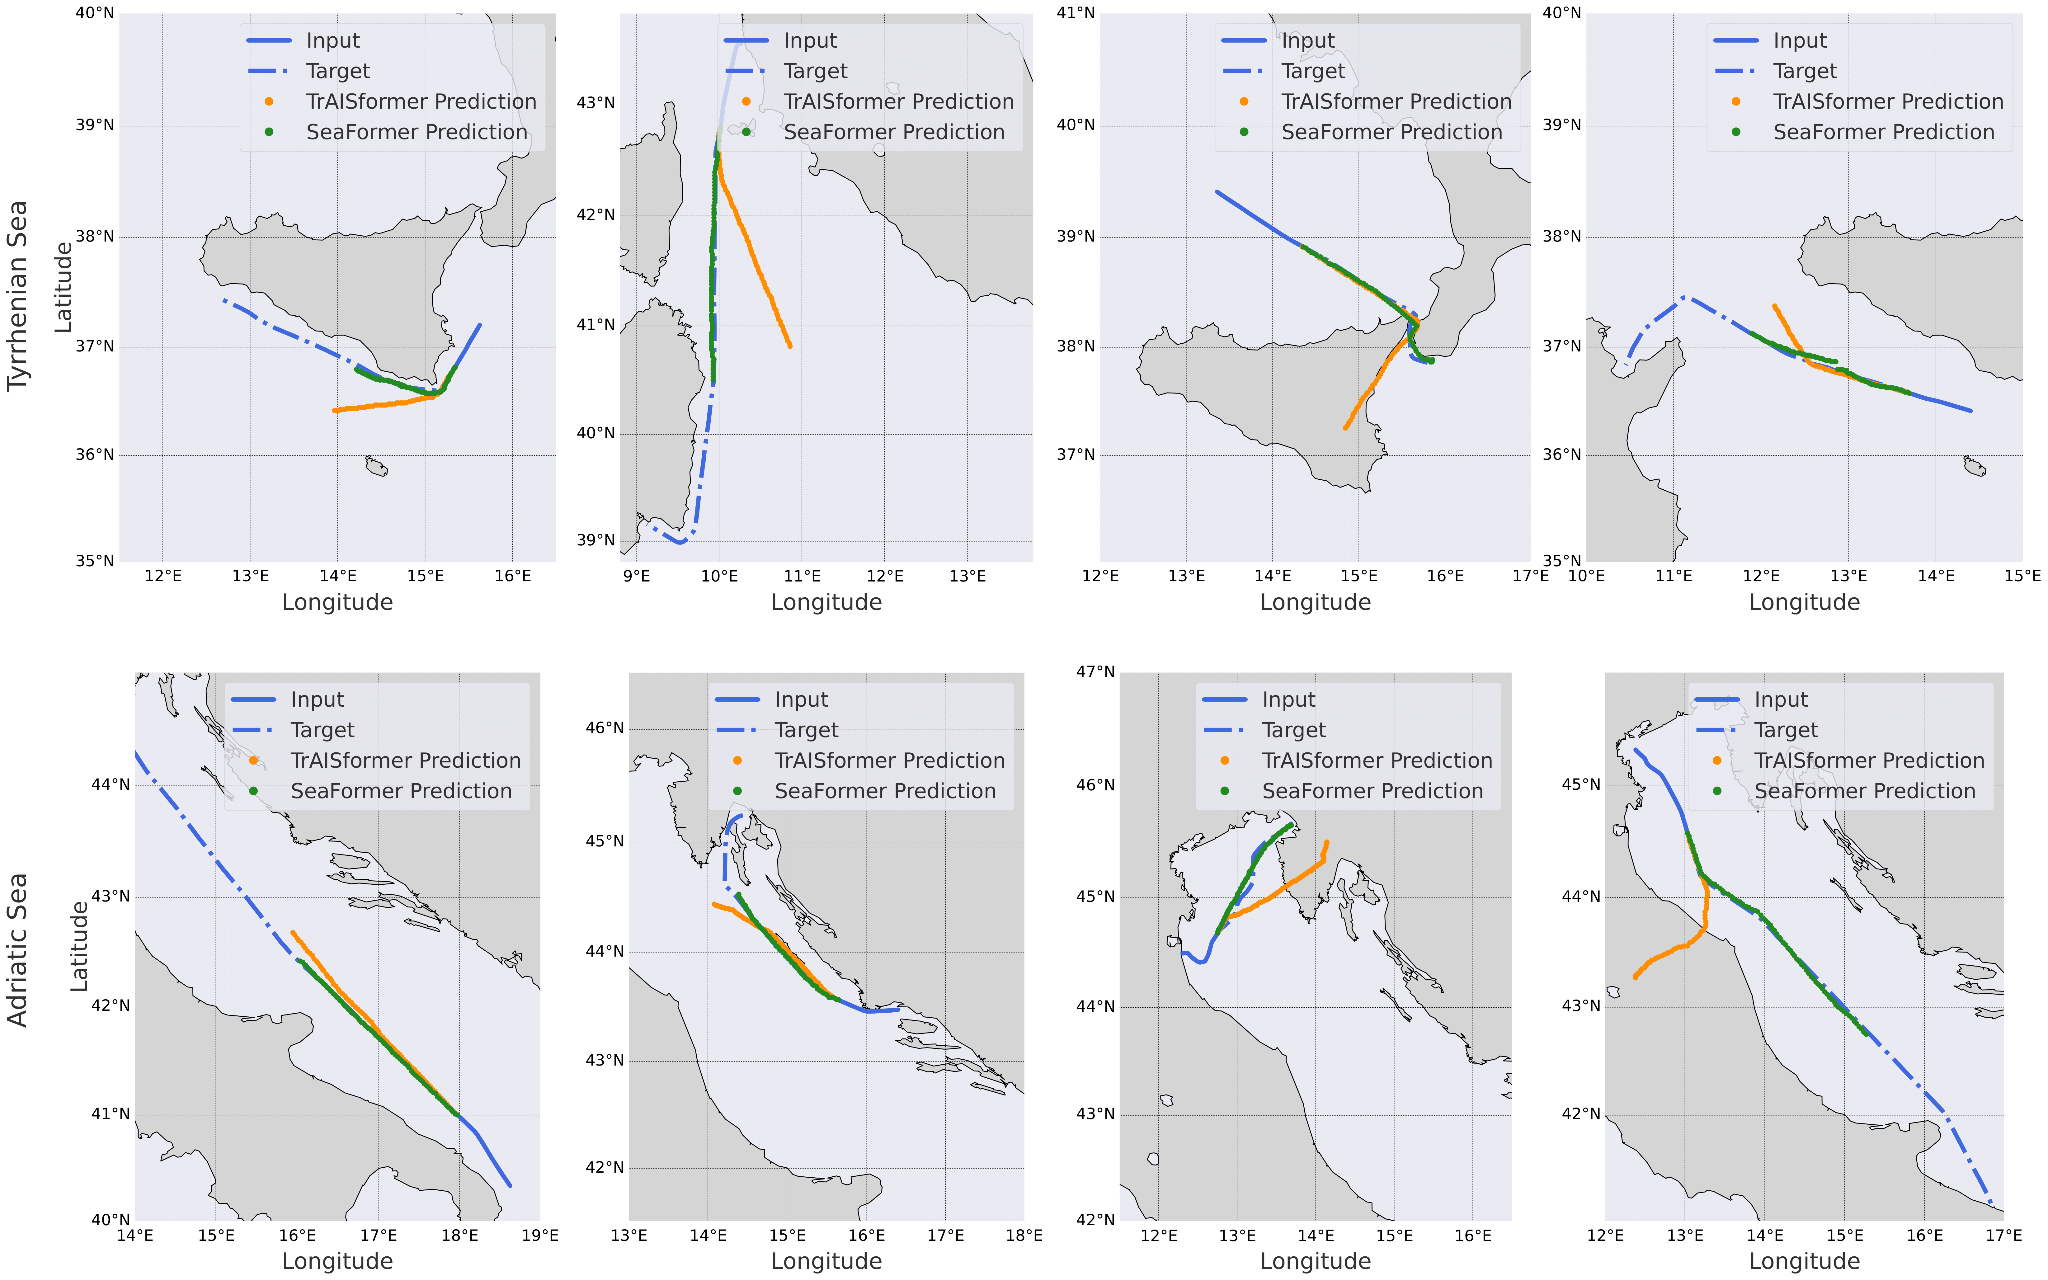 Tyrrhenian Sea
Latitude
40°N
39°N
38°N
37°N
36°N
35°N
Input
Target
TrAISformer Prediction
SeaFormer Prediction
12°E 13°E 14°E 15°E 16°E
Longitude
43°N
42°N
41°N
40°N
39°N
Input
Target
TrAISformer Prediction
SeaFormer Prediction
9°E 10°E 11°E 12°E 13°E
Longitude
41°N
40°N
39°N
38°N
37°N
Input
Target
TrAISformer Prediction
SeaFormer Prediction
12°E 13°E 14°E 15°E 16°E 17°E
Longitude
40°N
39°N
38°N
37°N
36°N
35°N
Input
Target
TrAISformer Prediction
SeaFormer Prediction
10°E 11°E 12°E 13°E 14°E 15°E
Longitude
Adriatic Sea
Latitude
44°N
43°N
42°N
41°N
40°N
Input
Target
TrAISformer Prediction
SeaFormer Prediction
14°E 15°E 16°E 17°E 18°E 19°E
Longitude
46°N
45°N
44°N
43°N
42°N
Input
Target
TrAISformer Prediction
SeaFormer Prediction
13°E 14°E 15°E 16°E 17°E 18°E
Longitude
47°N
46°N
45°N
44°N
43°N
42°N
Input
Target
TrAISformer Prediction
SeaFormer Prediction
12°E 13°E 14°E 15°E 16°E
Longitude
45°N
44°N
43°N
42°N
Input
Target
TrAISformer Prediction
SeaFormer Prediction
12°E 13°E 14°E 15°E 16°E 17°E
Longitude